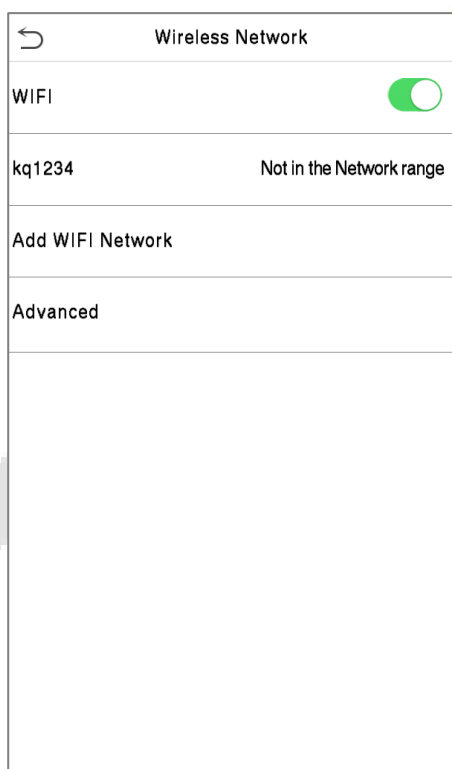 Wireless Network
WIFI
kq1234 Not in the Network range
Add WIFI Network
Advanced